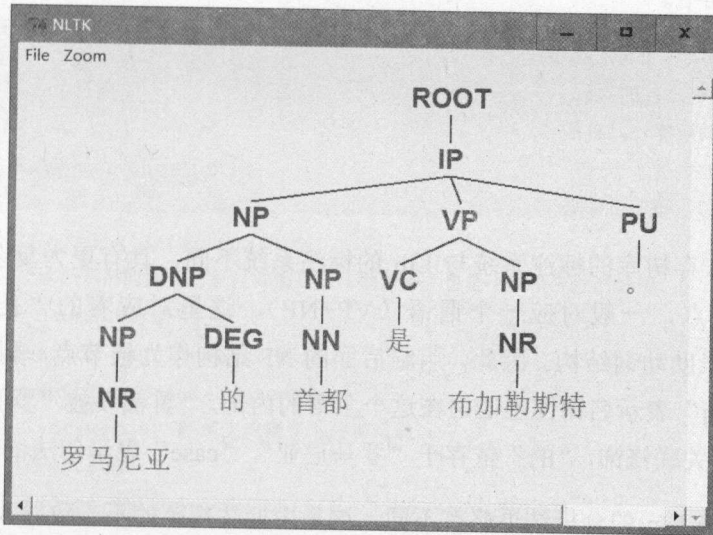 NLTK
File Zoom
ROOT
IP
NP VP PU
DNP NP VC NP 。
NP DEG NN 是 NR
NR 的 首都 布加勒斯特
罗马尼亚